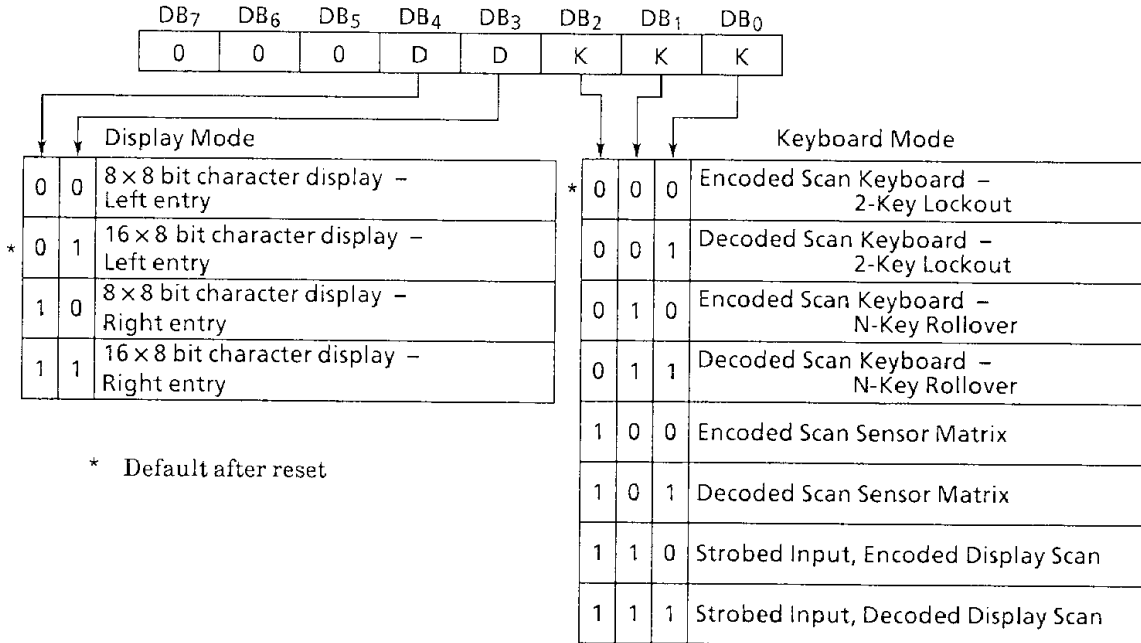 DB7 DB6 DB5 DB4 DB3 DB2 DB1 DB0
0 0 0 D D K K K
Display Mode
0 0 8 × 8 bit character display –
Left entry
* 0 1 16 × 8 bit character display –
Left entry
1 0 8 × 8 bit character display –
Right entry
1 1 16 × 8 bit character display –
Right entry
* Default after reset
Keyboard Mode
* 0 0 0 Encoded Scan Keyboard –
2-Key Lockout
0 0 1 Decoded Scan Keyboard –
2-Key Lockout
0 1 0 Encoded Scan Keyboard –
N-Key Rollover
0 1 1 Decoded Scan Keyboard –
N-Key Rollover
1 0 0 Encoded Scan Sensor Matrix
1 0 1 Decoded Scan Sensor Matrix
1 1 0 Strobed Input, Encoded Display Scan
1 1 1 Strobed Input, Decoded Display Scan